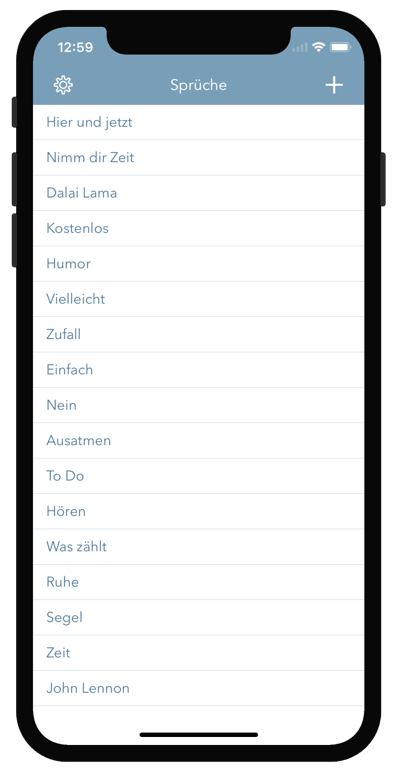 12:59
Sprüche
Hier und jetzt
Nimm dir Zeit
Dalai Lama
Kostenlos
Humor
Vielleicht
Zufall
Einfach
Nein
Ausatmen
To Do
Hören
Was zählt
Ruhe
Segel
Zeit
John Lennon